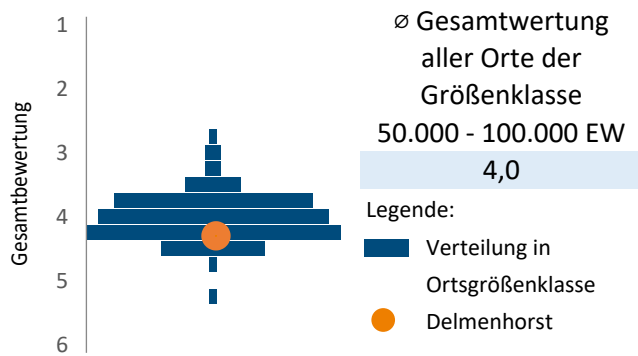 Gesamtbewertung
1
2
3
4
5
6
⌀ Gesamtwertung
aller Orte der
Größenklasse
50.000 - 100.000 EW
4,0
Legende:
Verteilung in
Ortsgrößenklasse
Delmenhorst